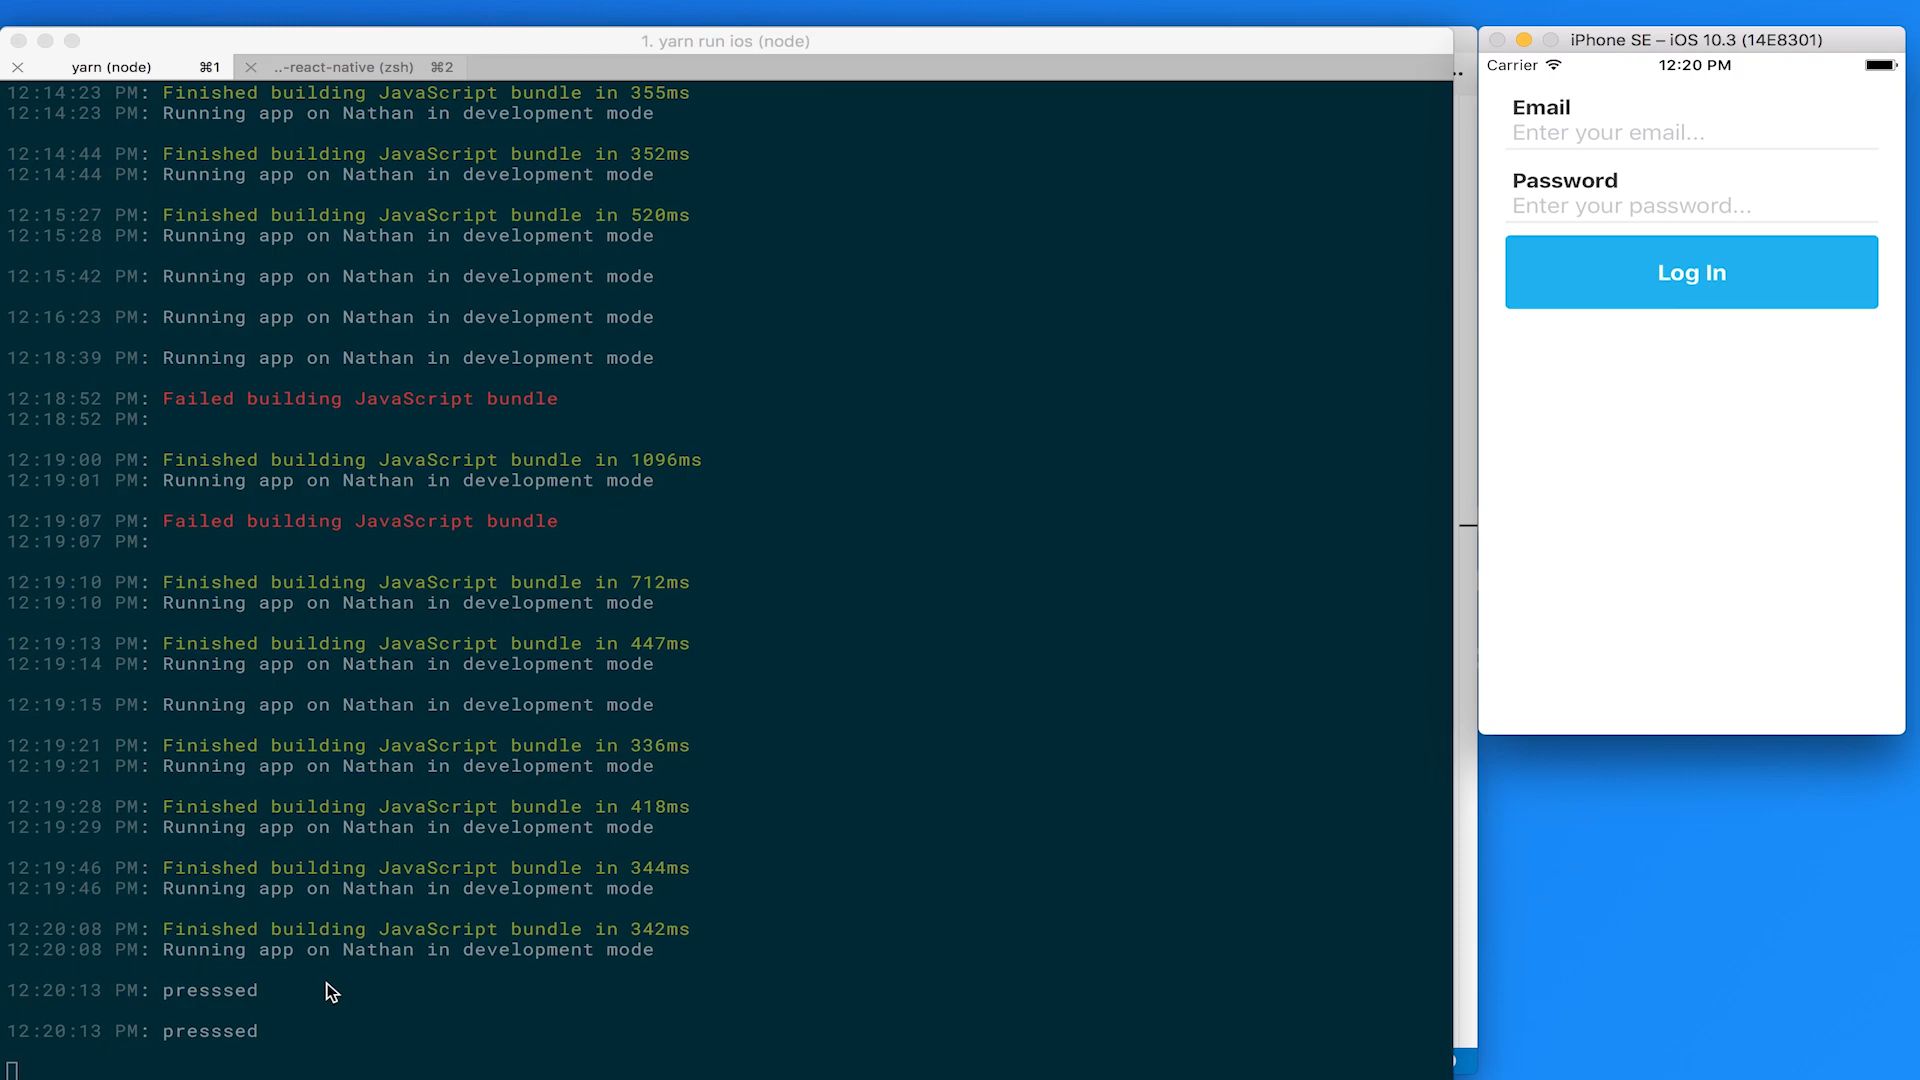 1. yarn run ios (node)
yarn (node) ⌘1 ..-react-native (zsh) ⌘2
12:14:23 PM: Finished building JavaScript bundle in 355ms
12:14:23 PM: Running app on Nathan in development mode
12:14:44 PM: Finished building JavaScript bundle in 352ms
12:14:44 PM: Running app on Nathan in development mode
12:15:27 PM: Finished building JavaScript bundle in 520ms
12:15:28 PM: Running app on Nathan in development mode
12:15:42 PM: Running app on Nathan in development mode
12:16:23 PM: Running app on Nathan in development mode
12:18:39 PM: Running app on Nathan in development mode
12:18:52 PM: Failed building JavaScript bundle
12:18:52 PM:
12:19:00 PM: Finished building JavaScript bundle in 1096ms
12:19:01 PM: Running app on Nathan in development mode
12:19:07 PM: Failed building JavaScript bundle
12:19:07 PM:
12:19:10 PM: Finished building JavaScript bundle in 712ms
12:19:10 PM: Running app on Nathan in development mode
12:19:13 PM: Finished building JavaScript bundle in 447ms
12:19:14 PM: Running app on Nathan in development mode
12:19:15 PM: Running app on Nathan in development mode
12:19:21 PM: Finished building JavaScript bundle in 336ms
12:19:21 PM: Running app on Nathan in development mode
12:19:28 PM: Finished building JavaScript bundle in 418ms
12:19:29 PM: Running app on Nathan in development mode
12:19:46 PM: Finished building JavaScript bundle in 344ms
12:19:46 PM: Running app on Nathan in development mode
12:20:08 PM: Finished building JavaScript bundle in 342ms
12:20:08 PM: Running app on Nathan in development mode
12:20:13 PM: presssed
12:20:13 PM: presssed
iPhone SE – iOS 10.3 (14E8301)
Carrier 12:20 PM
Email
Enter your email...
Password
Enter your password...
Log In